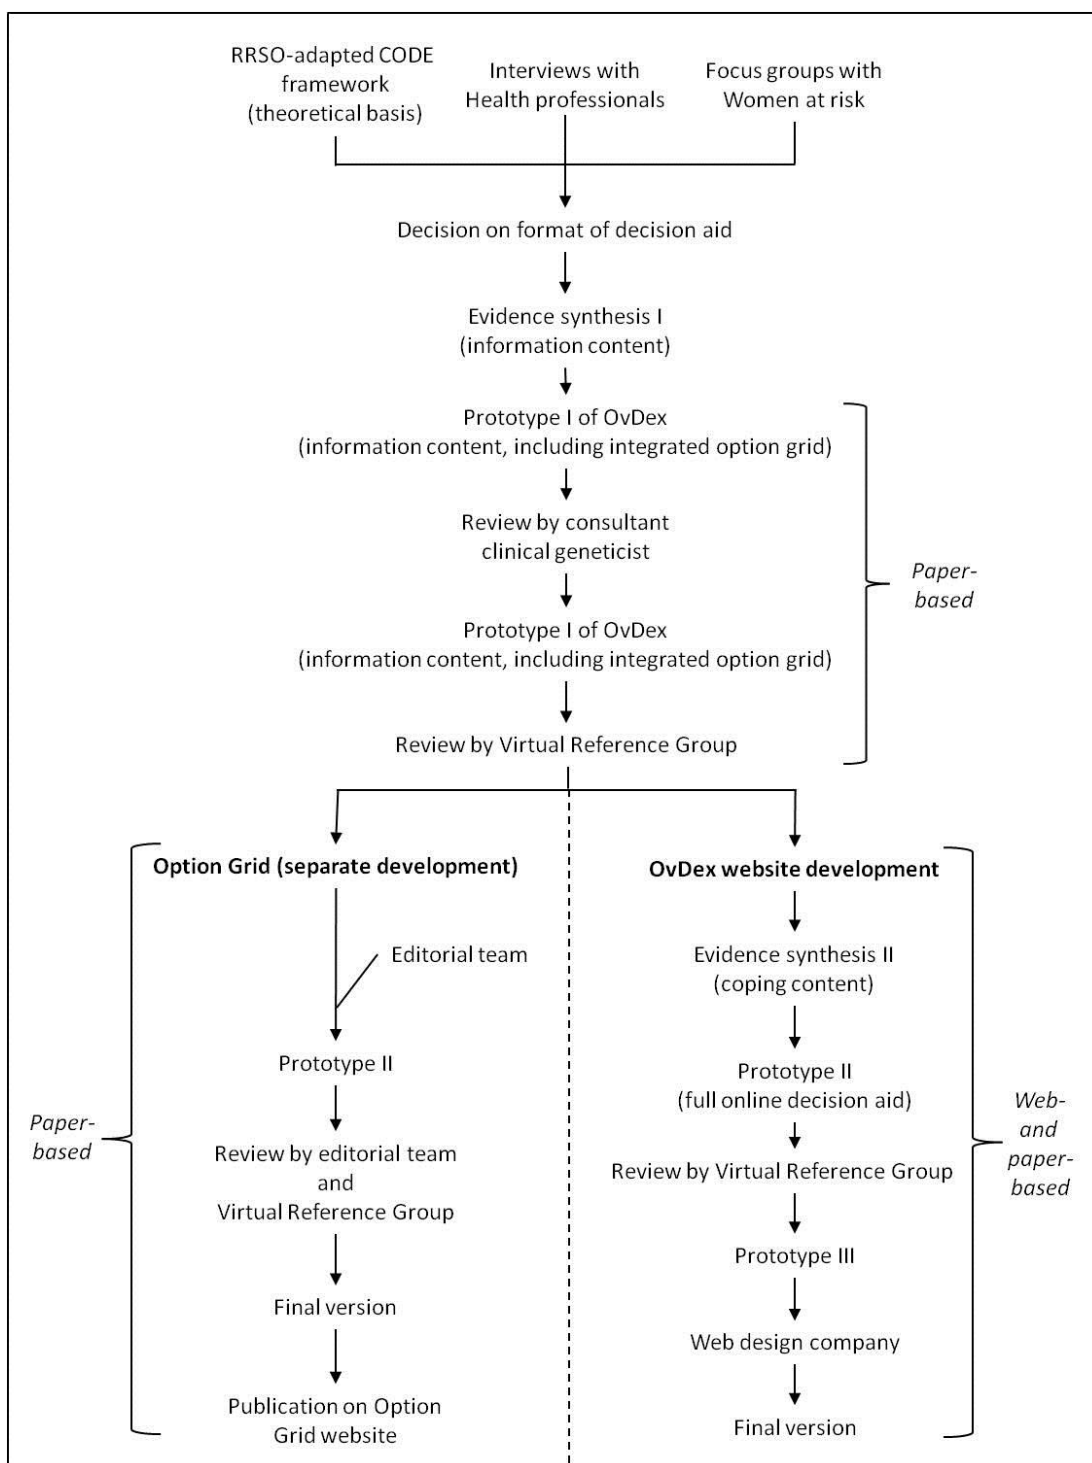 RRSO-adapted CODE
framework
(theoretical basis)
Interviews with
Health professionals
Focus groups with
Women at risk
Decision on format of decision aid
Evidence synthesis I
(information content)
Prototype I of OvDex
(information content, including integrated option grid)
Review by consultant
clinical geneticist
Prototype I of OvDex
(information content, including integrated option grid)
Review by Virtual Reference Group
Paper-
based
Option Grid (separate development)
Editorial team
Prototype II
Review by editorial team
and
Virtual Reference Group
Final version
Publication on Option
Grid website
Paper-
based
OvDex website development
Evidence synthesis II
(coping content)
Prototype II
(full online decision aid)
Review by Virtual Reference Group
Prototype III
Web design company
Final version
Web-
and
paper-
based